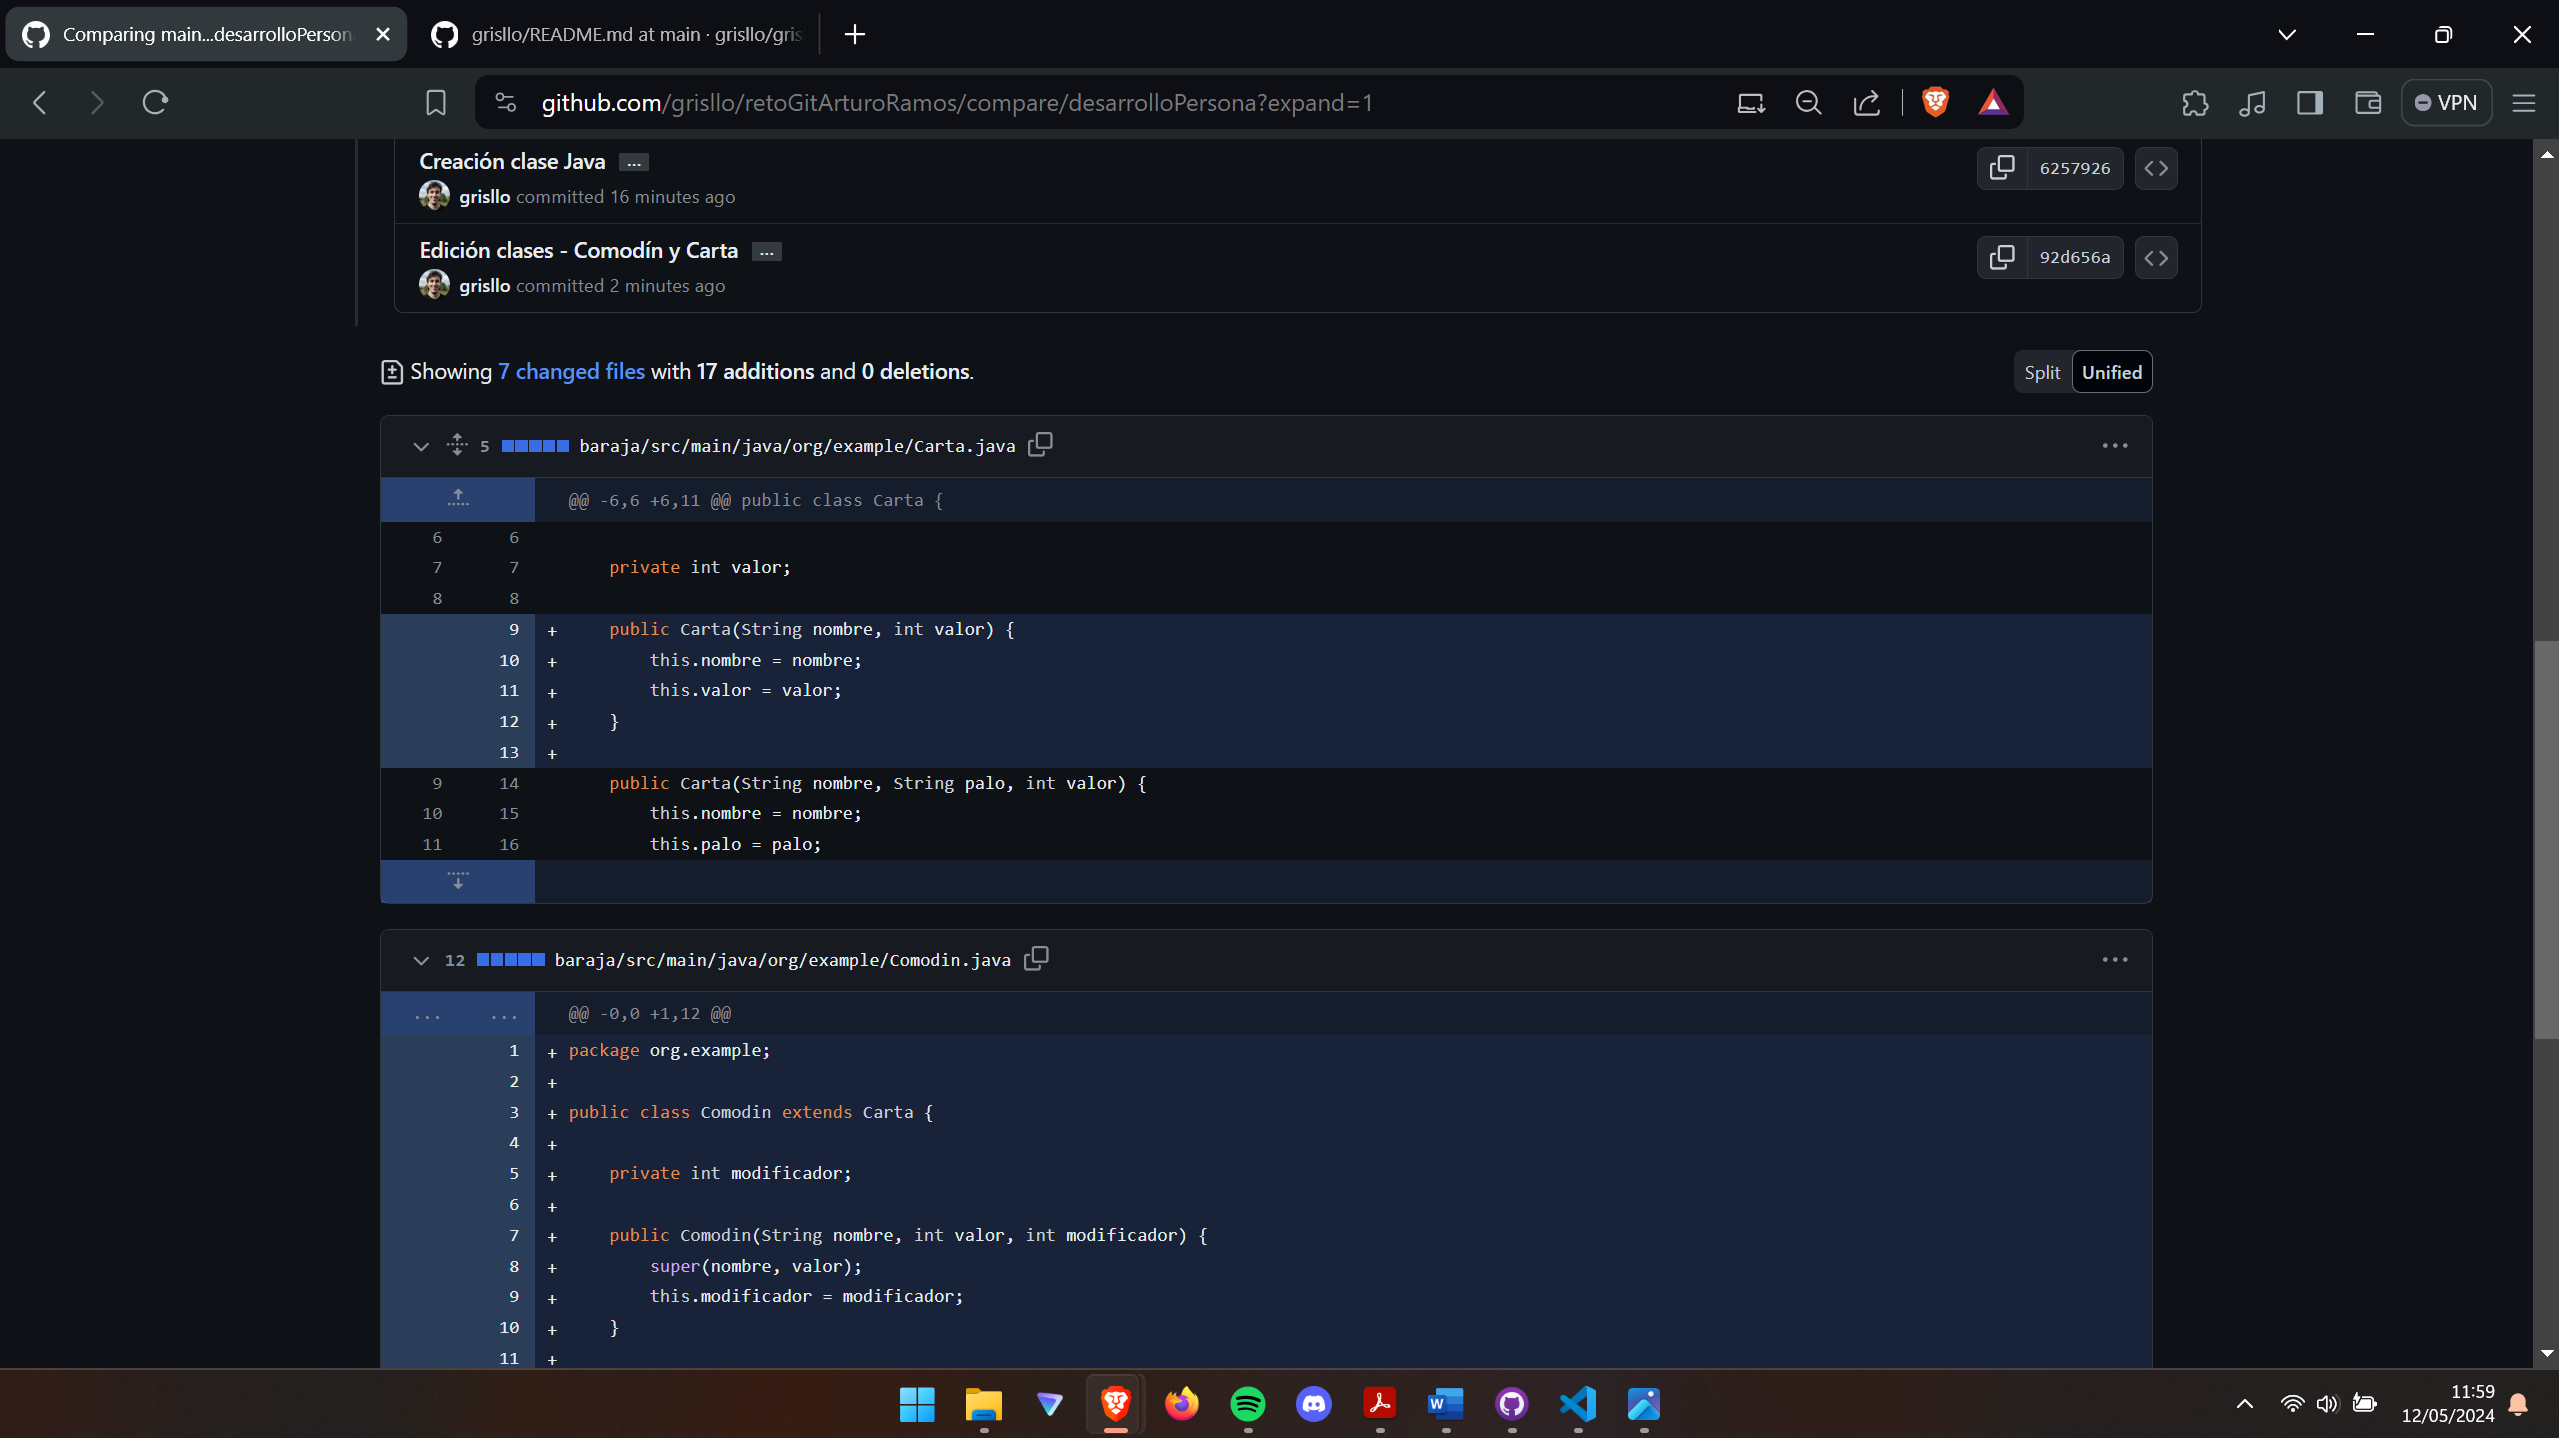 Comparing main...desarrolloPerson
grisllo/README.md at main · grisllo/gris
github.com/grisllo/retoGitArturoRamos/compare/desarrolloPersona?expand=1
VPN
Creación clase Java ...
6257926
grisllo committed 16 minutes ago
Edición clases - Comodín y Carta ...
92d656a
grisllo committed 2 minutes ago
Showing 7 changed files with 17 additions and 0 deletions.
Split Unified
5 baraja/src/main/java/org/example/Carta.java
@@ -6,6 +6,11 @@ public class Carta {
6 6
7 7 private int valor;
8 8
9 + public Carta(String nombre, int valor) {
10 + this.nombre = nombre;
11 + this.valor = valor;
12 + }
13 +
9 14 public Carta(String nombre, String palo, int valor) {
10 15 this.nombre = nombre;
11 16 this.palo = palo;
12 baraja/src/main/java/org/example/Comodin.java
... ... @@ -0,0 +1,12 @@
1 + package org.example;
2 +
3 + public class Comodin extends Carta {
4 +
5 + private int modificador;
6 +
7 + public Comodin(String nombre, int valor, int modificador) {
8 + super(nombre, valor);
9 + this.modificador = modificador;
10 + }
11 +
11:59
12/05/2024